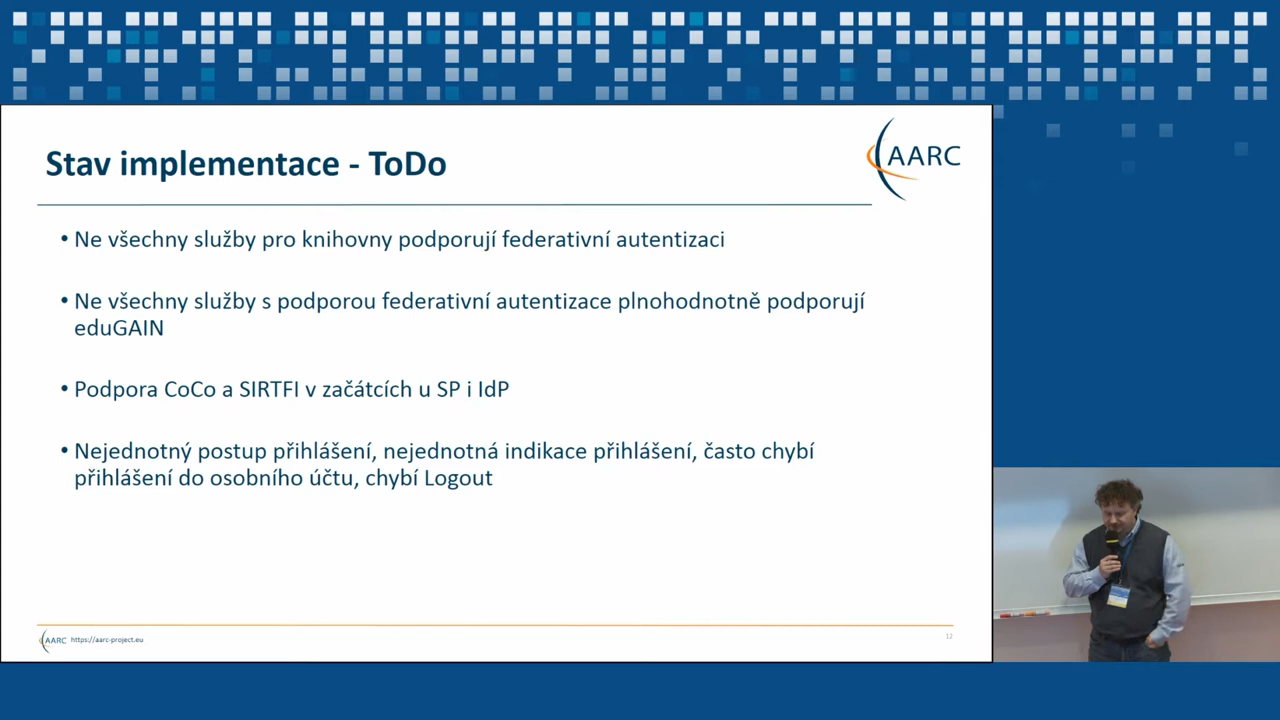 Stav implementace - ToDo
AARC
• Ne všechny služby pro knihovny podporují federativní autentizaci
• Ne všechny služby s podporou federativní autentizace plnohodnotně podporují
eduGAIN
• Podpora CoCo a SIRTFI v začátcích u SP i IdP
• Nejednotný postup přihlášení, nejednotná indikace přihlášení, často chybí
přihlášení do osobního účtu, chybí Logout
AARC https://aarc-project.eu
12